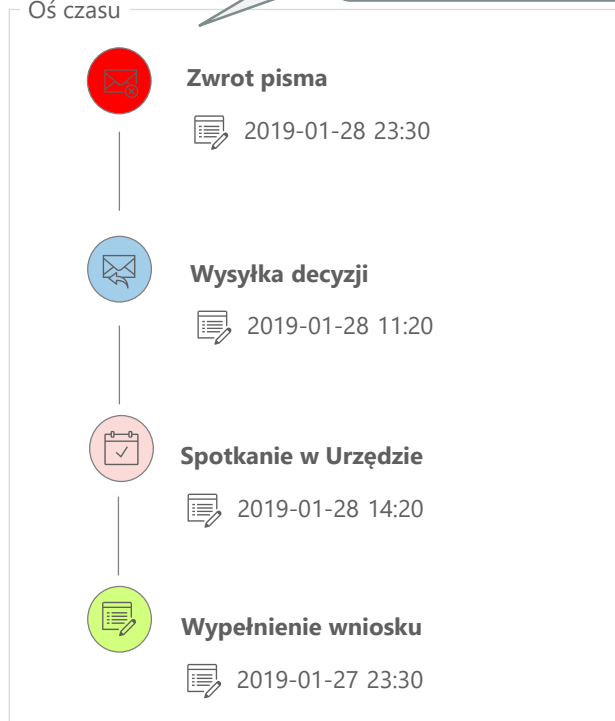 Oś czasu
Zwrot pisma
2019-01-28 23:30
Wysyłka decyzji
2019-01-28 11:20
Spotkanie w Urzędzie
2019-01-28 14:20
Wypełnienie wniosku
2019-01-27 23:30